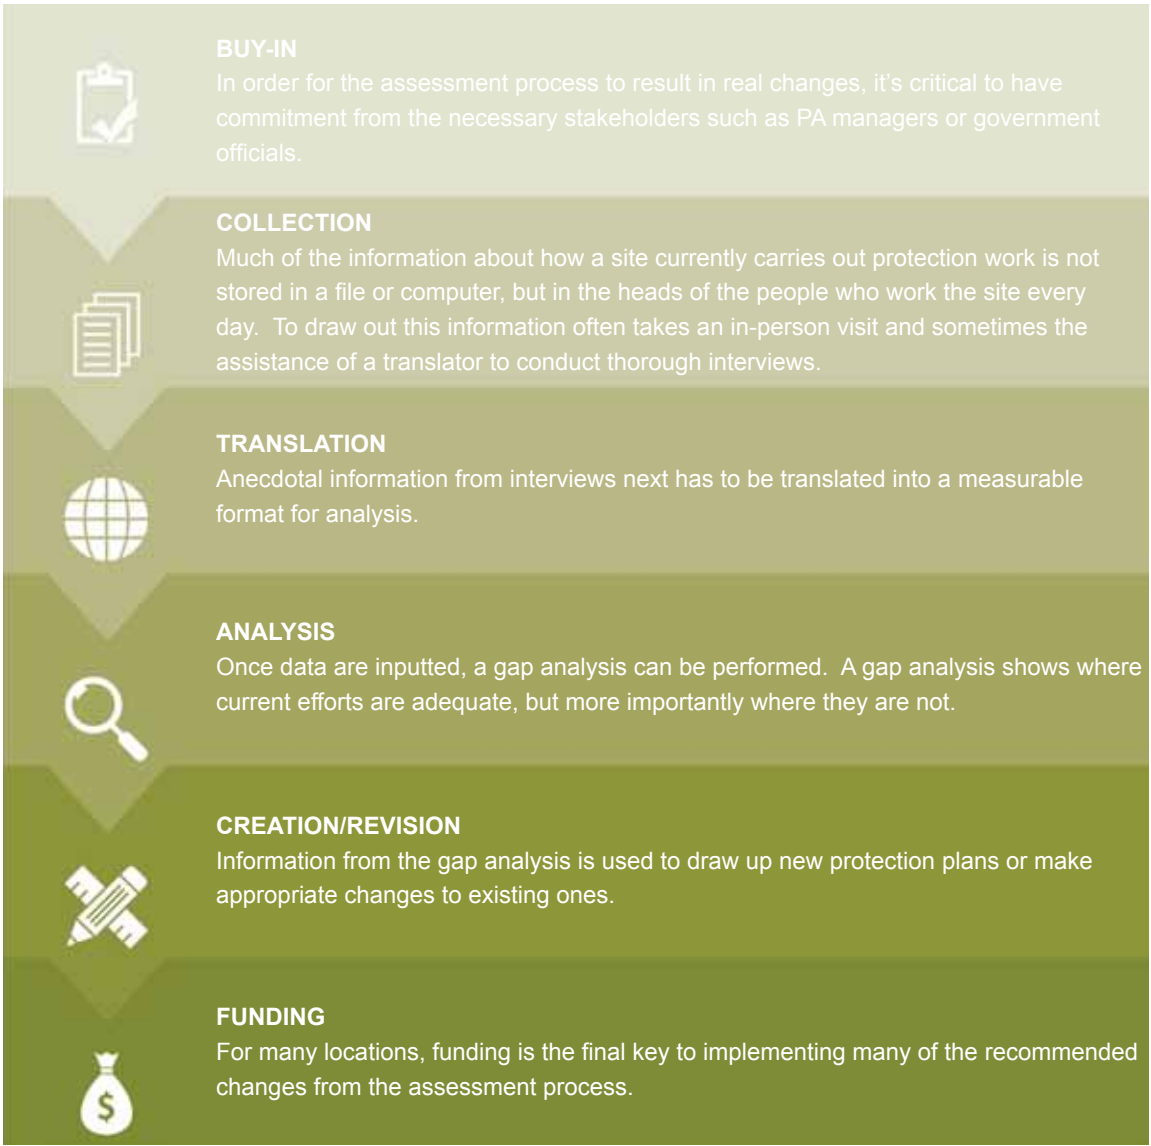 BUY-IN
In order for the assessment process to result in real changes, it's critical to have
commitment from the necessary stakeholders such as PA managers or government
officials.
COLLECTION
Much of the information about how a site currently carries out protection work is not
stored in a file or computer, but in the heads of the people who work the site every
day.  To draw out this information often takes an in-person visit and sometimes the
assistance of a translator to conduct thorough interviews.
TRANSLATION
Anecdotal information from interviews next has to be translated into a measurable
format for analysis.
ANALYSIS
Once data are inputted, a gap analysis can be performed.  A gap analysis shows where
current efforts are adequate, but more importantly where they are not.
CREATION/REVISION
Information from the gap analysis is used to draw up new protection plans or make
appropriate changes to existing ones.
FUNDING
For many locations, funding is the final key to implementing many of the recommended
changes from the assessment process.
$